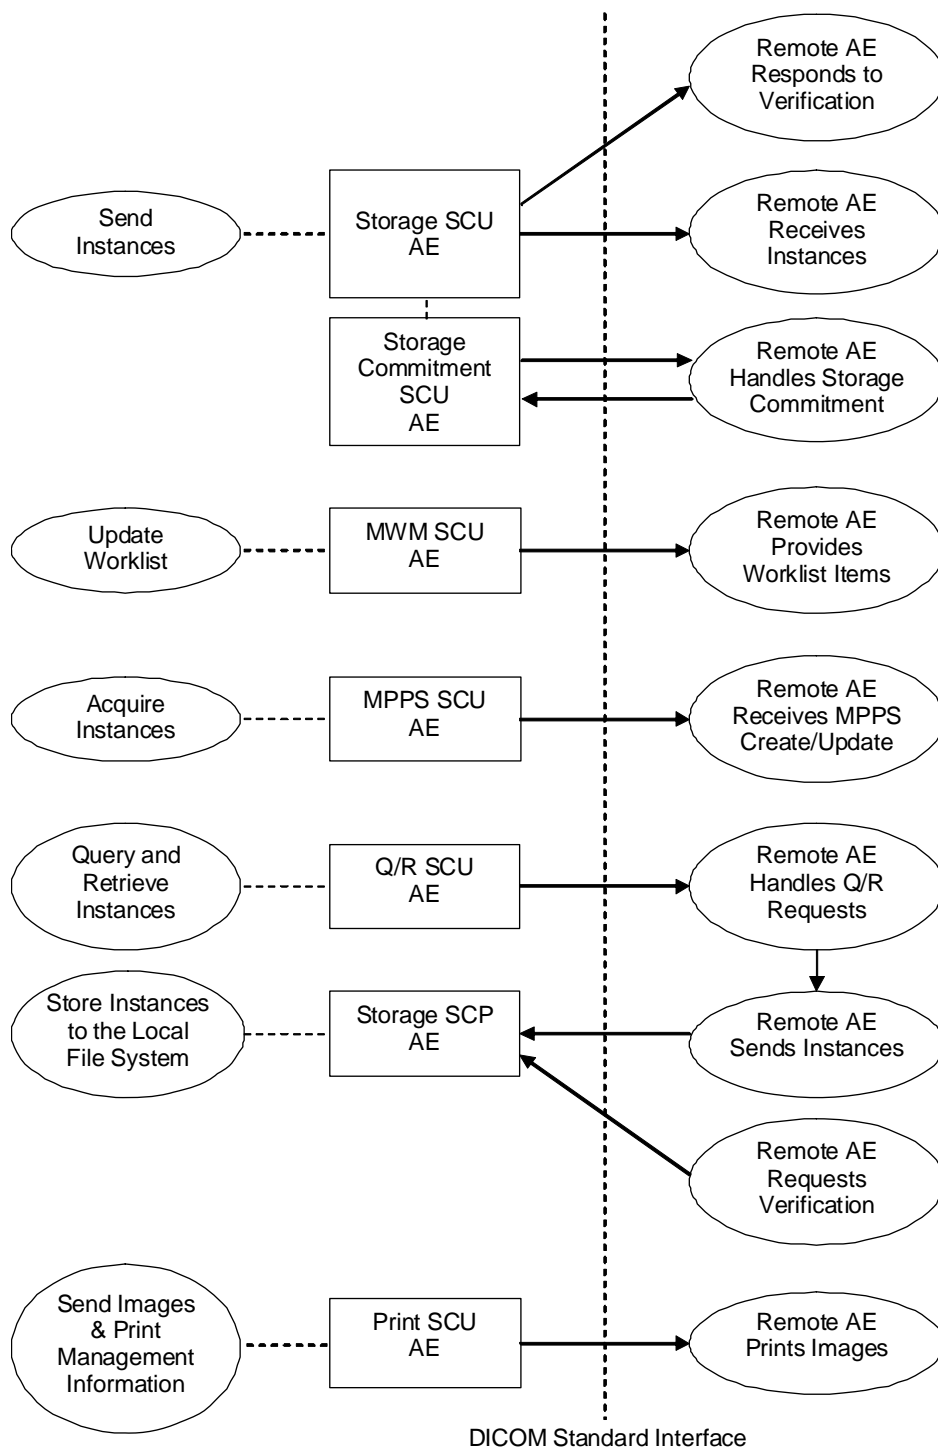 Remote AE
Responds to
Verification
Send
Instances
Storage SCU
AE
Remote AE
Receives
Instances
Storage
Commitment
SCU
AE
Remote AE
Handles Storage
Commitment
Update
Worklist
MWM SCU
AE
Remote AE
Provides
Worklist Items
Acquire
Instances
MPPS SCU
AE
Remote AE
Receives MPPS
Create/Update
Query and
Retrieve
Instances
Q/R SCU
AE
Remote AE
Handles Q/R
Requests
Store Instances
to the Local
File System
Storage SCP
AE
Remote AE
Sends Instances
Remote AE
Requests
Verification
Send Images
& Print
Management
Information
Print SCU
AE
Remote AE
Prints Images
DICOM Standard Interface